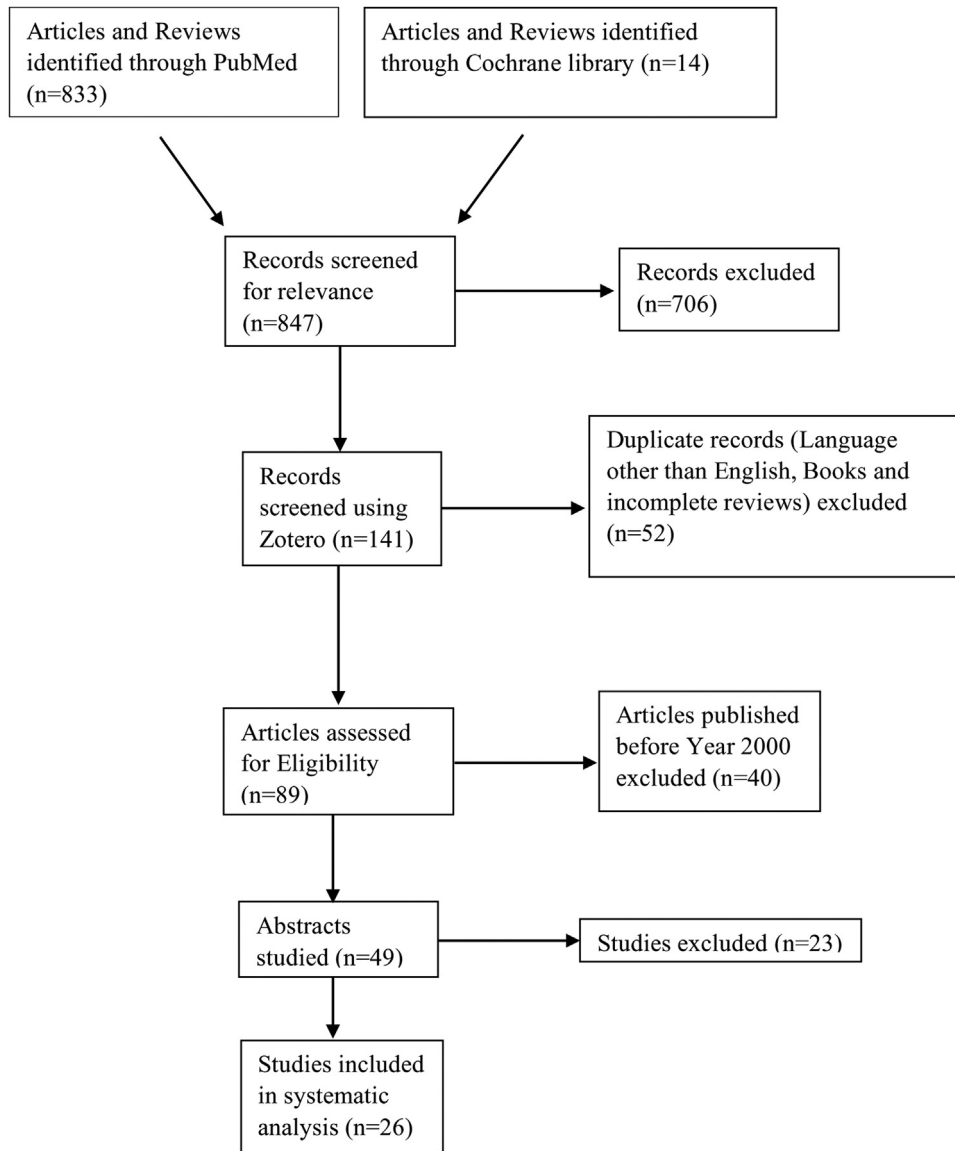 Articles and Reviews
identified through PubMed
(n=833)
Articles and Reviews identified
through Cochrane library (n=14)
Records screened
for relevance
(n=847)
Records excluded
(n=706)
Records
screened using
Zotero (n=141)
Duplicate records (Language
other than English, Books and
incomplete reviews) excluded
(n=52)
Articles assessed
for Eligibility
(n=89)
Articles published
before Year 2000
excluded (n=40)
Abstracts
studied (n=49)
Studies excluded (n=23)
Studies included
in systematic
analysis (n=26)